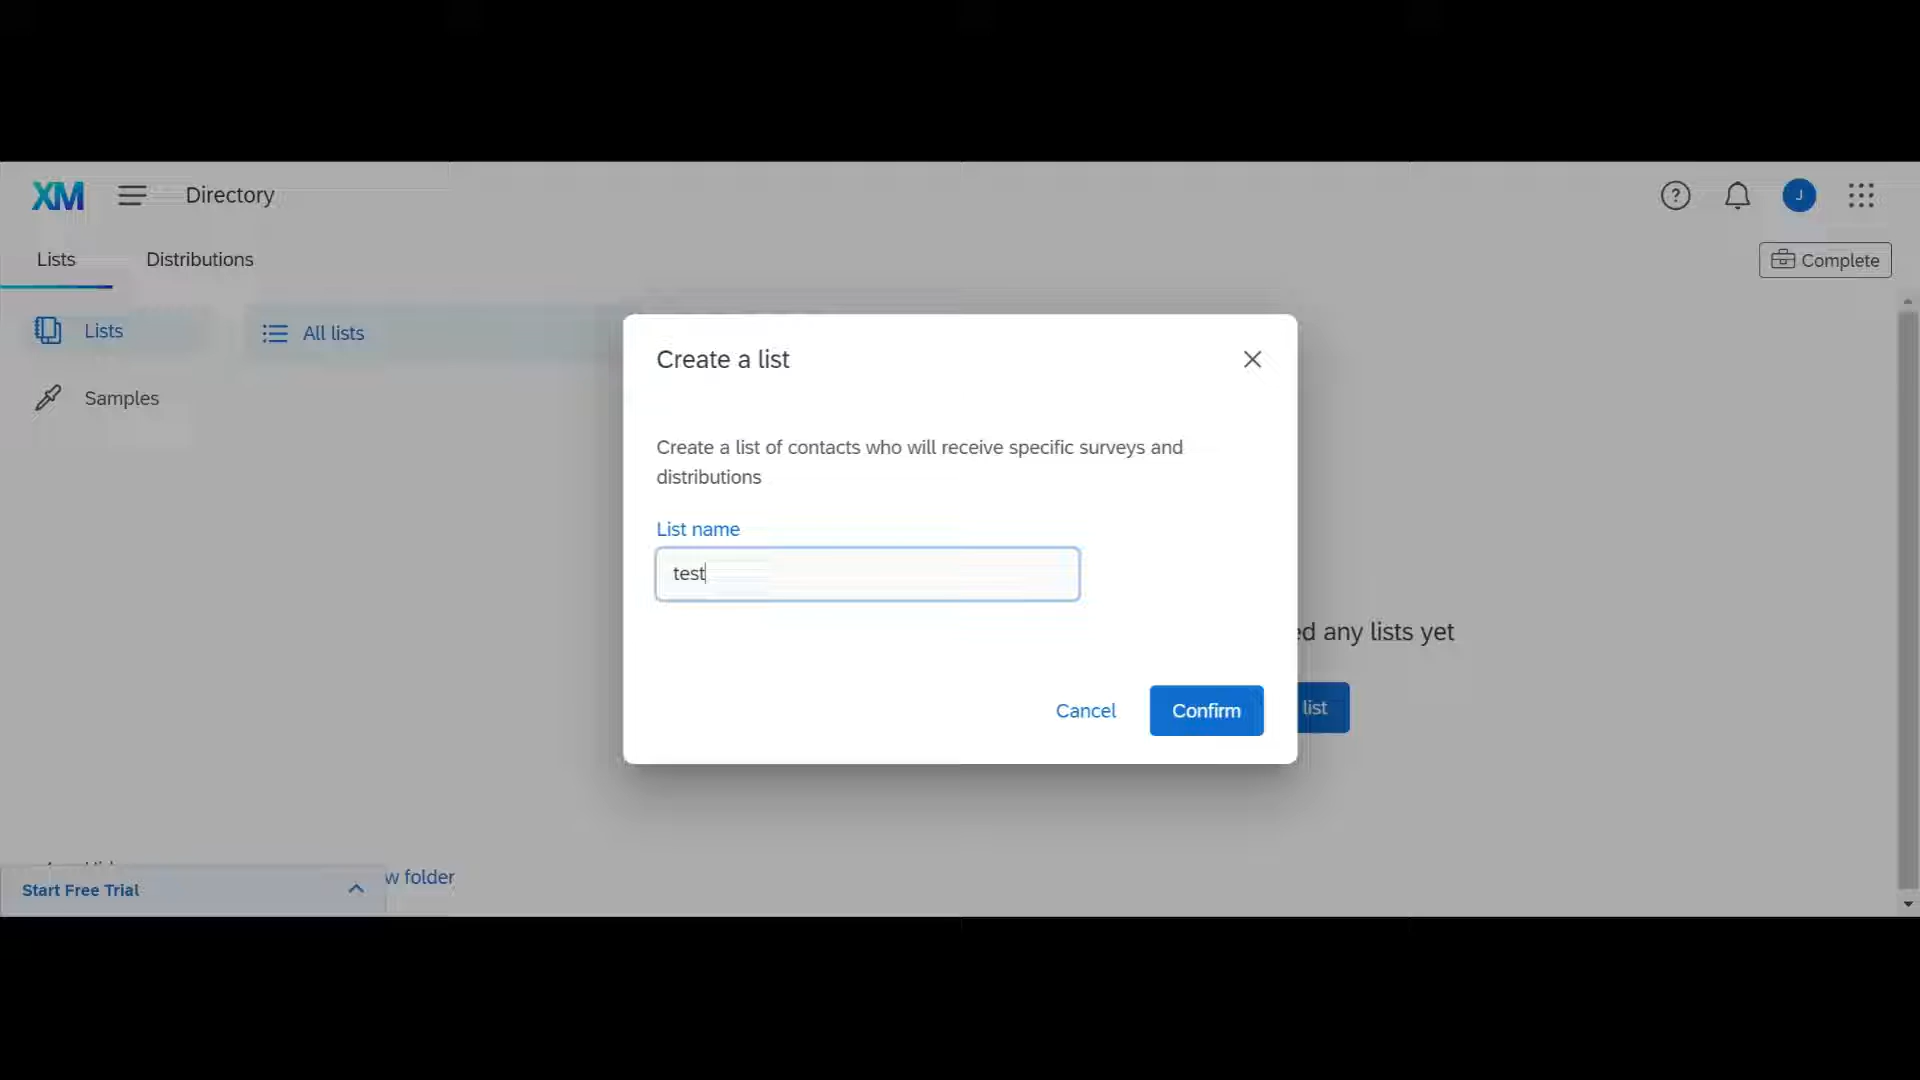 XM Directory
J
Lists Distributions
Complete
Lists
All lists
Samples
Create a list
Create a list of contacts who will receive specific surveys and
distributions
List name
test
ed any lists yet
Cancel Confirm
list
w folder
Start Free Trial